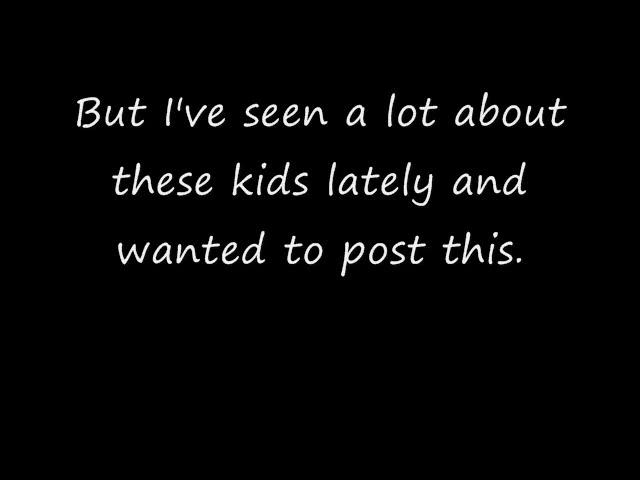 But I've seen a lot about
these kids lately and
wanted to post this.